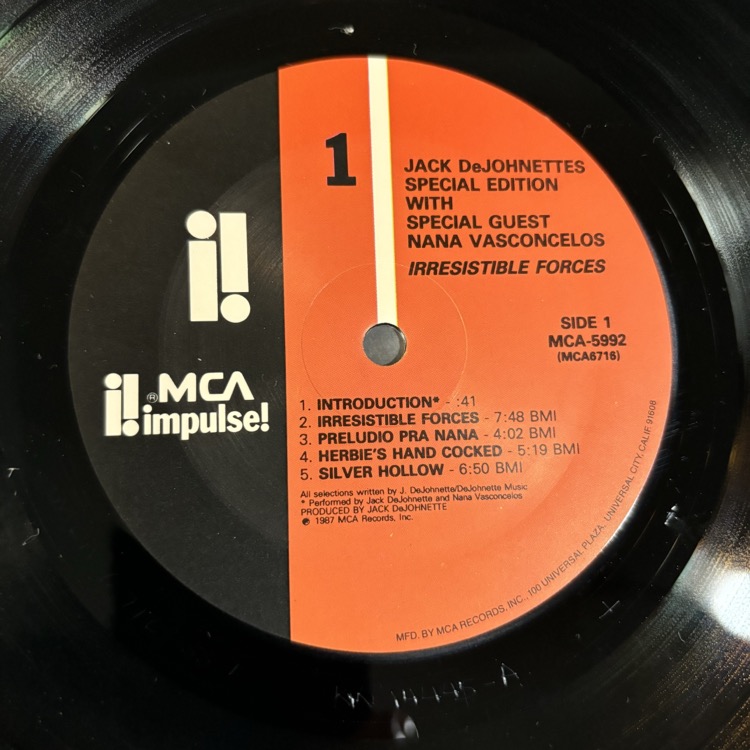 1
JACK DeJOHNETTES
SPECIAL EDITION
WITH
SPECIAL GUEST
NANA VASCONCELOS
IRRESISTIBLE FORCES
SIDE 1
MCA-5992
(MCA6716)
i!
i! ® MCA
impulse!
1. INTRODUCTION* - :41
2. IRRESISTIBLE FORCES - 7:48 BMI
3. PRELUDIO PRA NANA - 4:02 BMI
4. HERBIE'S HAND COCKED - 5:19 BMI
5. SILVER HOLLOW - 6:50 BMI
All selections written by J. DeJohnette/DeJohnette Music
* Performed by Jack DeJohnette and Nana Vasconcelos
PRODUCED BY JACK DeJOHNETTE
℗ 1987 MCA Records, Inc.
MFD. BY MCA RECORDS, INC., 100 UNIVERSAL PLAZA, UNIVERSAL CITY, CALIF. 91608